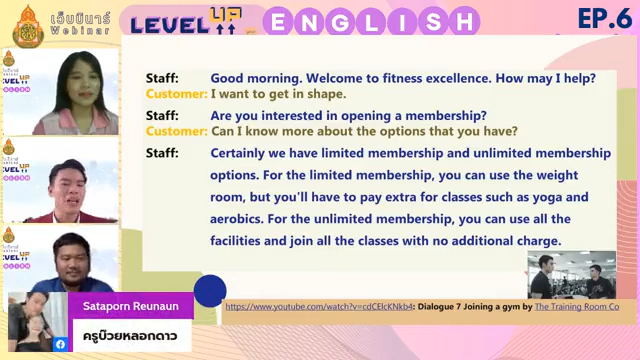 เว็บบินาร์
Webinar
LEVEL UP
ENGLISH
EP.6
Staff: Good morning. Welcome to fitness excellence. How may I help?
Customer: I want to get in shape.
Staff: Are you interested in opening a membership?
Customer: Can I know more about the options that you have?
Staff: Certainly we have limited membership and unlimited membership
options. For the limited membership, you can use the weight
room, but you'll have to pay extra for classes such as yoga and
aerobics. For the unlimited membership, you can use all the
facilities and join all the classes with no additional charge.
https://www.youtube.com/watch?v=cdCElcKNkb4: Dialogue 7 Joining a gym by The Training Room Co
Sataporn Reunaun
ครูบ๊วยหลอกดาว